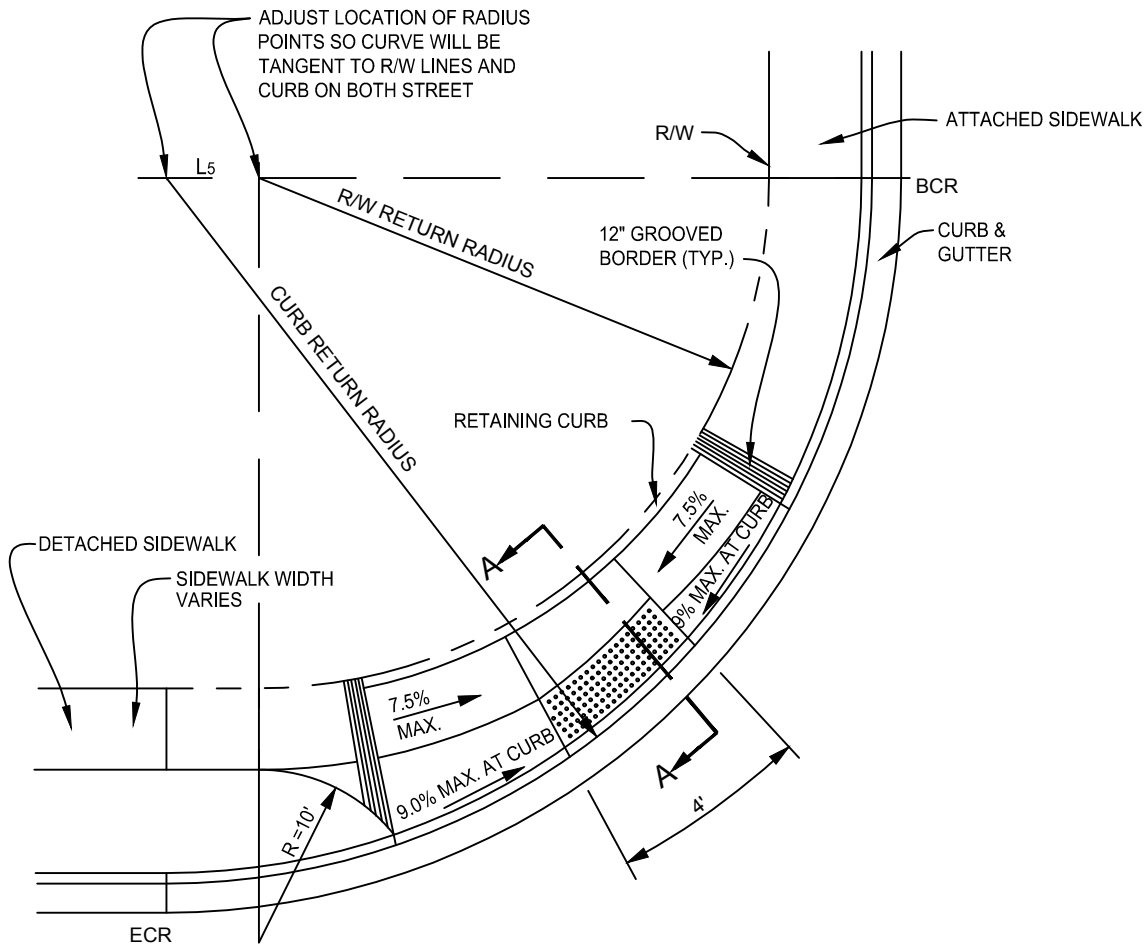 ADJUST LOCATION OF RADIUS
POINTS SO CURVE WILL BE
TANGENT TO R/W LINES AND
CURB ON BOTH STREET
ATTACHED SIDEWALK
R/W
L5
BCR
R/W RETURN RADIUS
12" GROOVED
BORDER (TYP.)
CURB &
GUTTER
CURB RETURN RADIUS
RETAINING CURB
7.5%
MAX.
9% MAX. AT CURB
A
DETACHED SIDEWALK
SIDEWALK WIDTH
VARIES
7.5%
MAX.
9.0% MAX. AT CURB
A
4'
R =10'
ECR